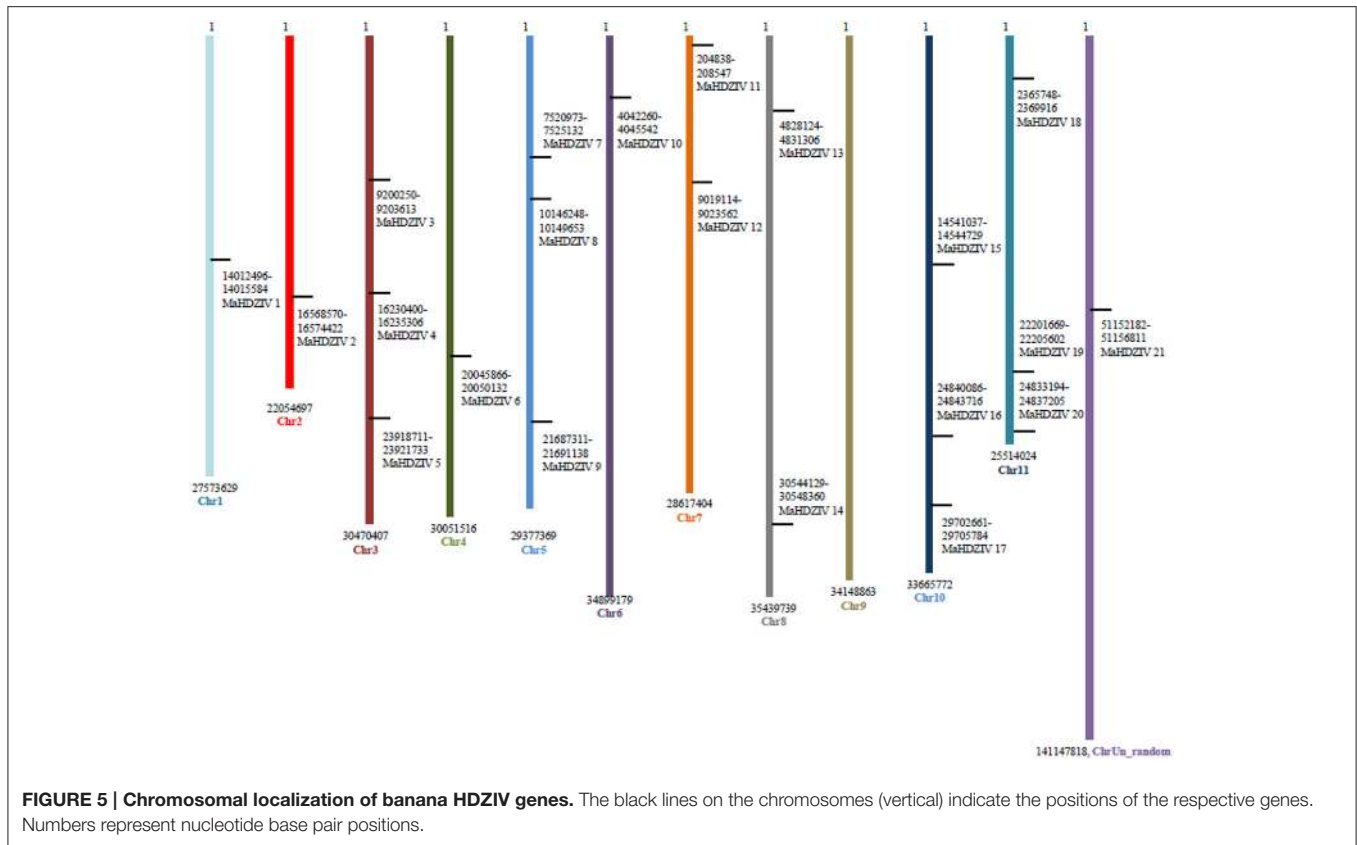 1 1 1 1 1 1 1 1 1 1 1 1
14012496-
14015584
MaHDZIV 1
27573629
Chr1
16568570-
16574422
MaHDZIV 2
22054697
Chr2
9200250-
9203613
MaHDZIV 3
16230400-
16235306
MaHDZIV 4
23918711-
23921733
MaHDZIV 5
30470407
Chr3
20045866-
20050132
MaHDZIV 6
30051516
Chr4
7520973-
7525132
MaHDZIV 7
10146248-
10149653
MaHDZIV 8
21687311-
21691138
MaHDZIV 9
29377369
Chr5
4042260-
4045542
MaHDZIV 10
34899179
Chr6
204838-
208547
MaHDZIV 11
9019114-
9023562
MaHDZIV 12
28617404
Chr7
4828124-
4831306
MaHDZIV 13
30544129-
30548360
MaHDZIV 14
35439739
Chr8
34148863
Chr9
14541037-
14544729
MaHDZIV 15
24840086-
24843716
MaHDZIV 16
29702661-
29705784
MaHDZIV 17
33665772
Chr10
2365748-
2369916
MaHDZIV 18
22201669-
22205602
MaHDZIV 19
24833194-
24837205
MaHDZIV 20
25514024
Chr11
51152182-
51156811
MaHDZIV 21
141147818, ChrUn_random
FIGURE 5 | Chromosomal localization of banana HDZIV genes. The black lines on the chromosomes (vertical) indicate the positions of the respective genes.
Numbers represent nucleotide base pair positions.